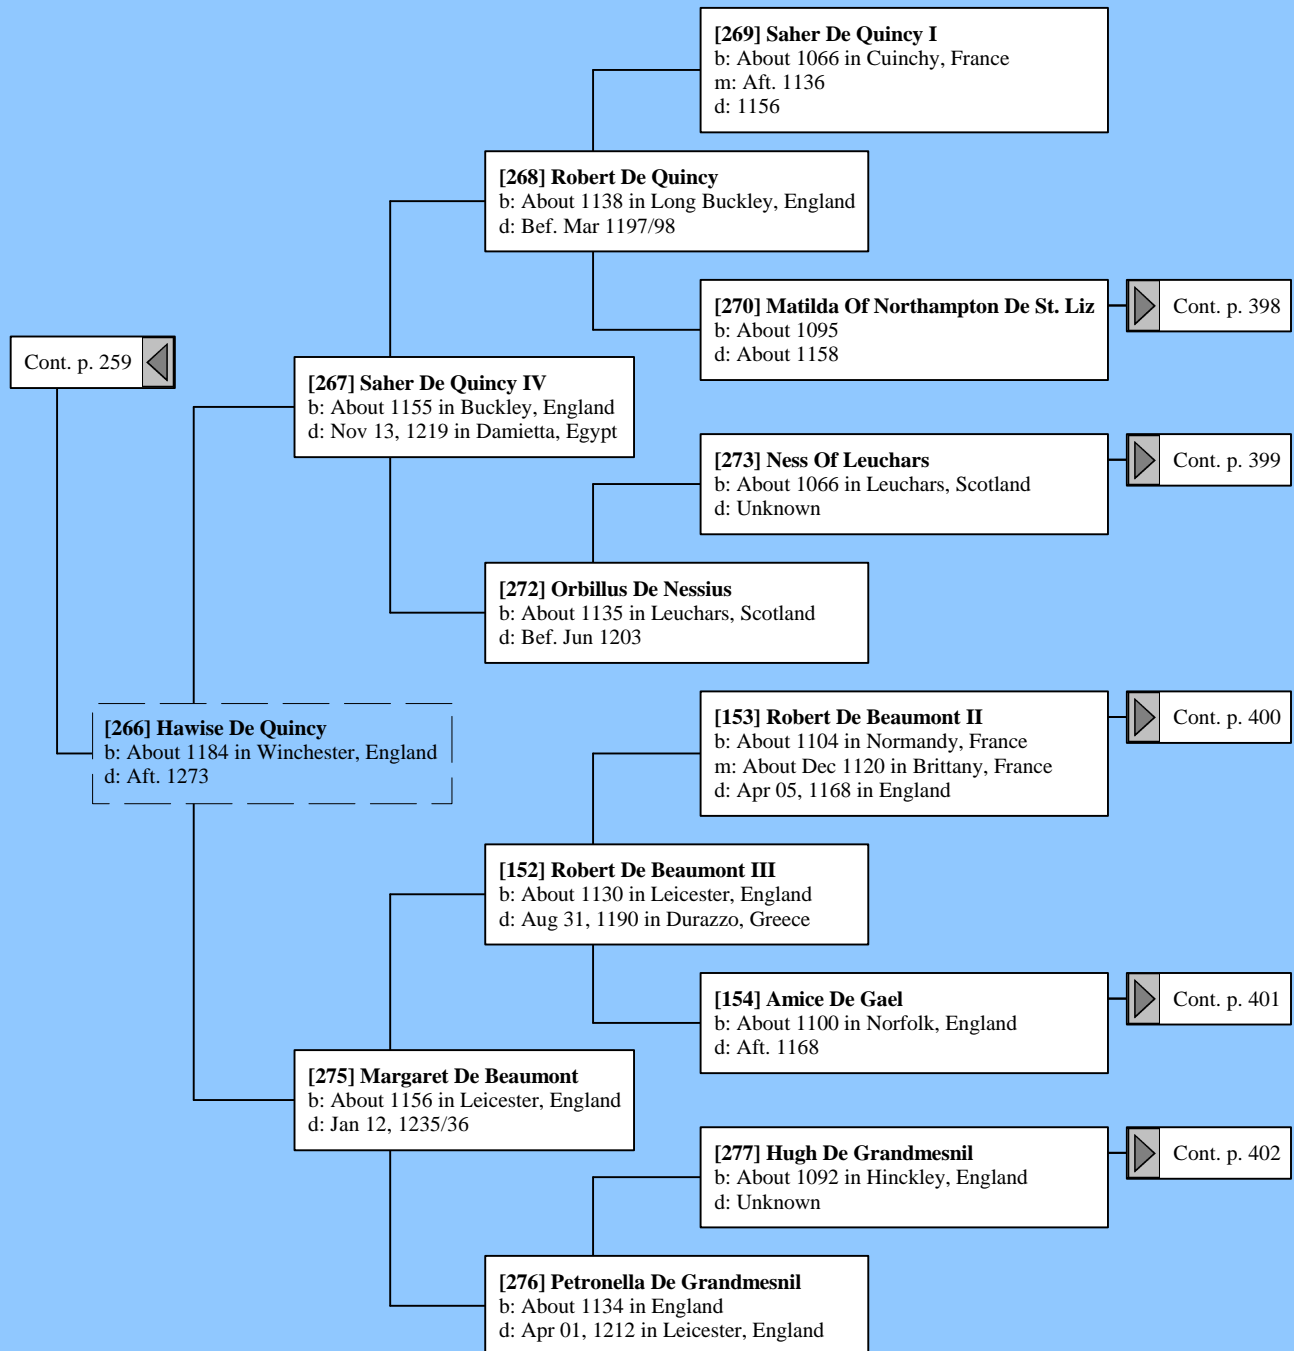 [269] Saher De Quincy I
b: About 1066 in Cuinchy, France
m: Aft. 1136
d: 1156
[268] Robert De Quincy
b: About 1138 in Long Buckley, England
d: Bef. Mar 1197/98
[270] Matilda Of Northampton De St. Liz
b: About 1095
d: About 1158
Cont. p. 398
Cont. p. 259
[267] Saher De Quincy IV
b: About 1155 in Buckley, England
d: Nov 13, 1219 in Damietta, Egypt
[273] Ness Of Leuchars
b: About 1066 in Leuchars, Scotland
d: Unknown
Cont. p. 399
[272] Orbillus De Nessius
b: About 1135 in Leuchars, Scotland
d: Bef. Jun 1203
[266] Hawise De Quincy
b: About 1184 in Winchester, England
d: Aft. 1273
[153] Robert De Beaumont II
b: About 1104 in Normandy, France
m: About Dec 1120 in Brittany, France
d: Apr 05, 1168 in England
Cont. p. 400
[152] Robert De Beaumont III
b: About 1130 in Leicester, England
d: Aug 31, 1190 in Durazzo, Greece
[154] Amice De Gael
b: About 1100 in Norfolk, England
d: Aft. 1168
Cont. p. 401
[275] Margaret De Beaumont
b: About 1156 in Leicester, England
d: Jan 12, 1235/36
[277] Hugh De Grandmesnil
b: About 1092 in Hinckley, England
d: Unknown
Cont. p. 402
[276] Petronella De Grandmesnil
b: About 1134 in England
d: Apr 01, 1212 in Leicester, England